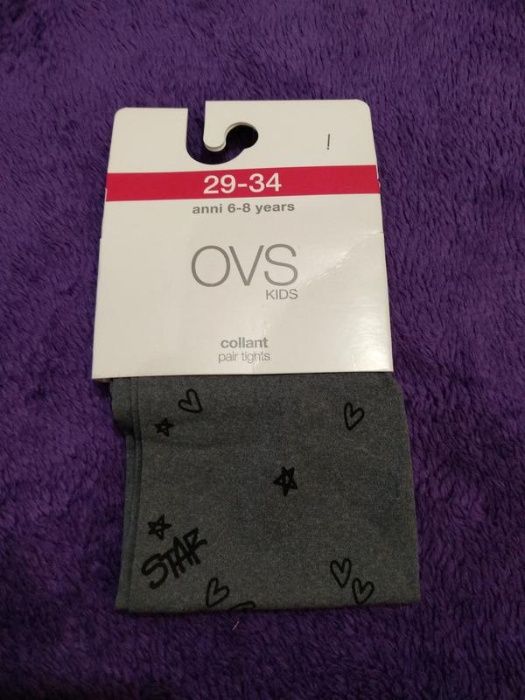 29-34
anni 6-8 years
OVS
KIDS
collant
pair tights
STAR